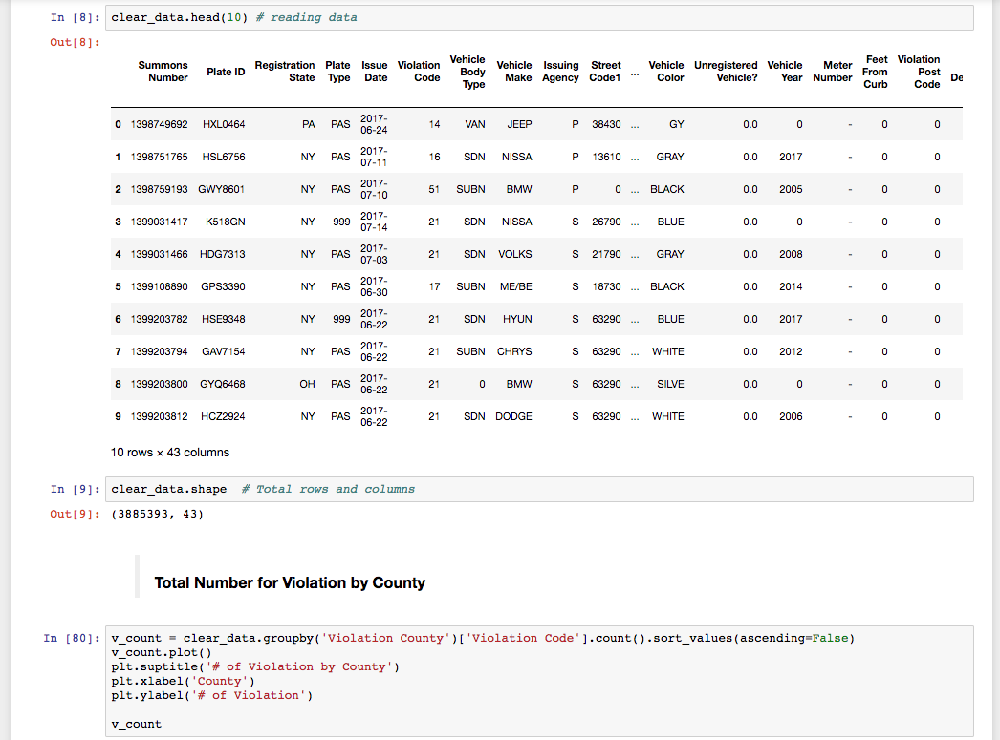 In [8]: clear_data.head(10) # reading data
Out[8]:
Summons Number Plate ID Registration State Plate Type Issue Date Violation Code Vehicle Body Type Vehicle Make Issuing Agency Street Code1 ... Vehicle Color Unregistered Vehicle? Vehicle Year Meter Number Feet From Curb Violation Post Code De
0 1398749692 HXL0464 PA PAS 2017-06-24 14 VAN JEEP P 38430 ... GY 0.0 0 - 0 0
1 1398751765 HSL6756 NY PAS 2017-07-11 16 SDN NISSA P 13610 ... GRAY 0.0 2017 - 0 0
2 1398759193 GWY8601 NY PAS 2017-07-10 51 SUBN BMW P 0 ... BLACK 0.0 2005 - 0 0
3 1399031417 K518GN NY 999 2017-07-14 21 SDN NISSA S 26790 ... BLUE 0.0 0 - 0 0
4 1399031466 HDG7313 NY PAS 2017-07-03 21 SDN VOLKS S 21790 ... GRAY 0.0 2008 - 0 0
5 1399108890 GPS3390 NY PAS 2017-06-30 17 SUBN ME/BE S 18730 ... BLACK 0.0 2014 - 0 0
6 1399203782 HSE9348 NY 999 2017-06-22 21 SDN HYUN S 63290 ... BLUE 0.0 2017 - 0 0
7 1399203794 GAV7154 NY PAS 2017-06-22 21 SUBN CHRYS S 63290 ... WHITE 0.0 2012 - 0 0
8 1399203800 GYQ6468 OH PAS 2017-06-22 21 0 BMW S 63290 ... SILVE 0.0 0 - 0 0
9 1399203812 HCZ2924 NY PAS 2017-06-22 21 SDN DODGE S 63290 ... WHITE 0.0 2006 - 0 0
10 rows × 43 columns
In [9]: clear_data.shape # Total rows and columns
Out[9]: (3885393, 43)
Total Number for Violation by County
In [80]: v_count = clear_data.groupby('Violation County')['Violation Code'].count().sort_values(ascending=False)
v_count.plot()
plt.suptitle('# of Violation by County')
plt.xlabel('County')
plt.ylabel('# of Violation')
v_count